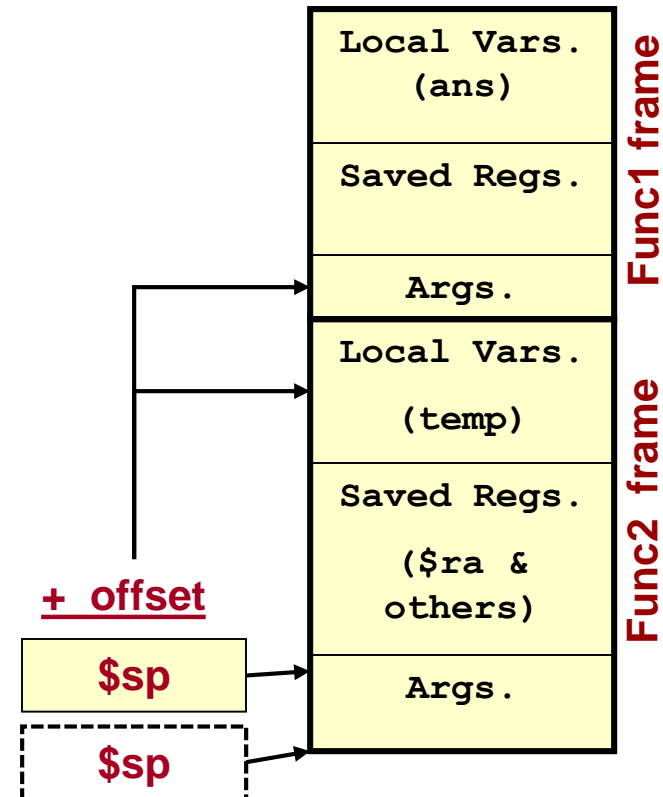 Local Vars.
(ans)
Saved Regs.
Args.
Func1 frame
Local Vars.
(temp)
Saved Regs.
($ra &
others)
Args.
Func2 frame
+ offset
$sp
$sp